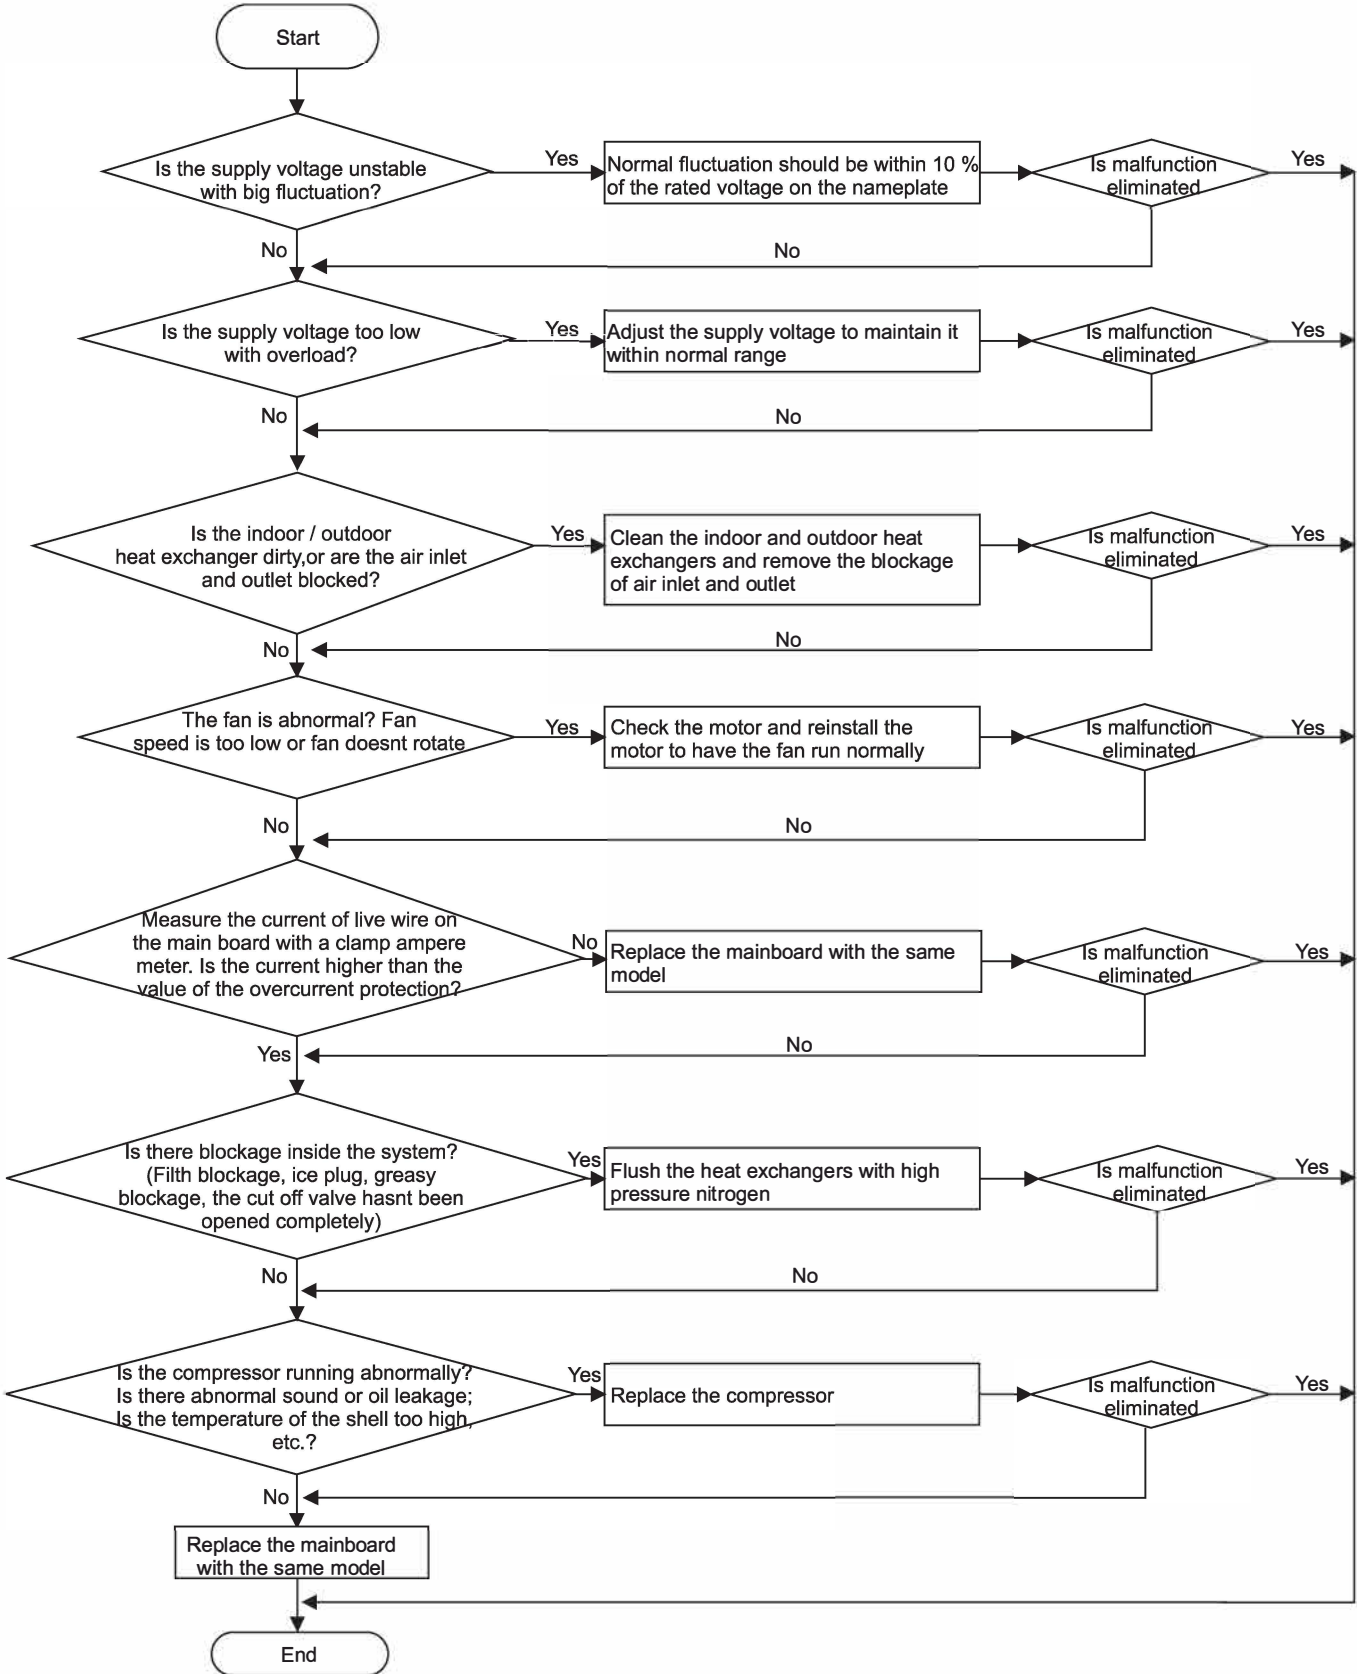 Start
Is the supply voltage unstable
with big fluctuation?
Yes
Normal fluctuation should be within 10 %
of the rated voltage on the nameplate
Is malfunction
eliminated
Yes
No
No
Is the supply voltage too low
with overload?
Yes
Adjust the supply voltage to maintain it
within normal range
Is malfunction
eliminated
Yes
No
No
Is the indoor / outdoor
heat exchanger dirty,or are the air inlet
and outlet blocked?
Yes
Clean the indoor and outdoor heat
exchangers and remove the blockage
of air inlet and outlet
Is malfunction
eliminated
Yes
No
No
The fan is abnormal? Fan
speed is too low or fan doesnt rotate
Yes
Check the motor and reinstall the
motor to have the fan run normally
Is malfunction
eliminated
Yes
No
No
Measure the current of live wire on
the main board with a clamp ampere
meter. Is the current higher than the
value of the overcurrent protection?
No
Replace the mainboard with the same
model
Is malfunction
eliminated
Yes
Yes
No
Is there blockage inside the system?
(Filth blockage, ice plug, greasy
blockage, the cut off valve hasnt been
opened completely)
Yes
Flush the heat exchangers with high
pressure nitrogen
Is malfunction
eliminated
Yes
No
No
Is the compressor running abnormally?
Is there abnormal sound or oil leakage;
Is the temperature of the shell too high,
etc.?
Yes
Replace the compressor
Is malfunction
eliminated
Yes
No
Replace the mainboard
with the same model
End